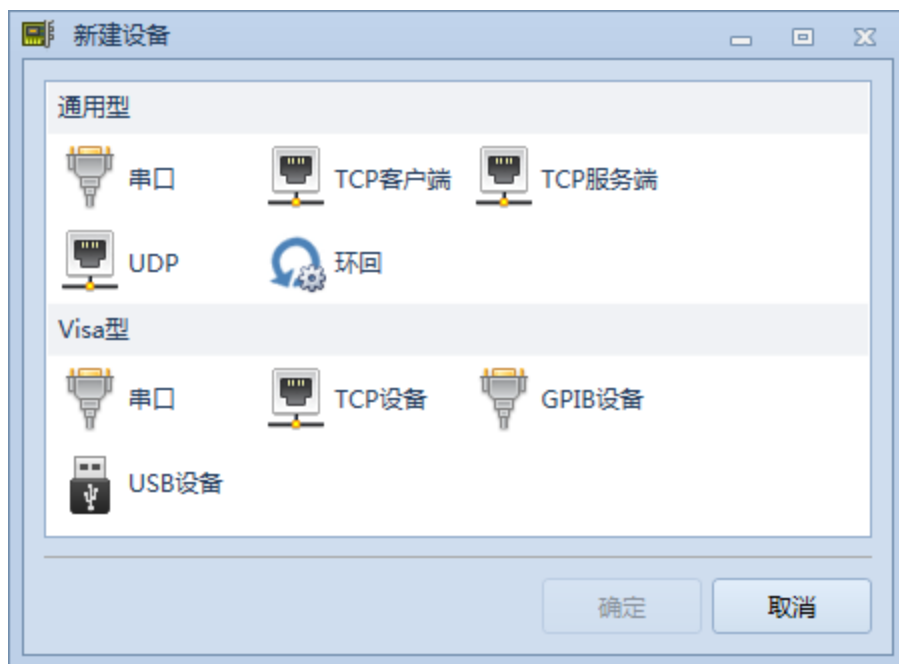 新建设备
通用型
串口 TCP客户端 TCP服务端
UDP 环回
Visa型
串口 TCP设备 GPIB设备
USB设备
确定 取消